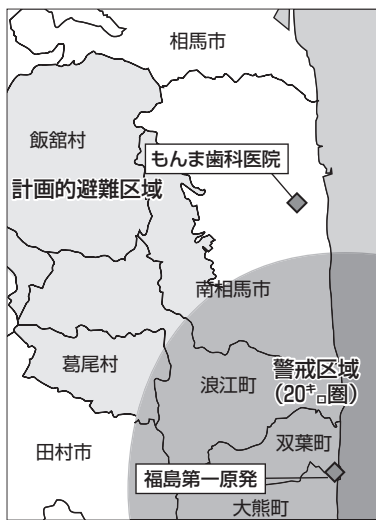 相馬市
飯舘村
もんま歯科医院
計画的避難区域
南相馬市
葛尾村
浪江町
警戒区域
(20㌔圏)
田村市
双葉町
福島第一原発
大熊町